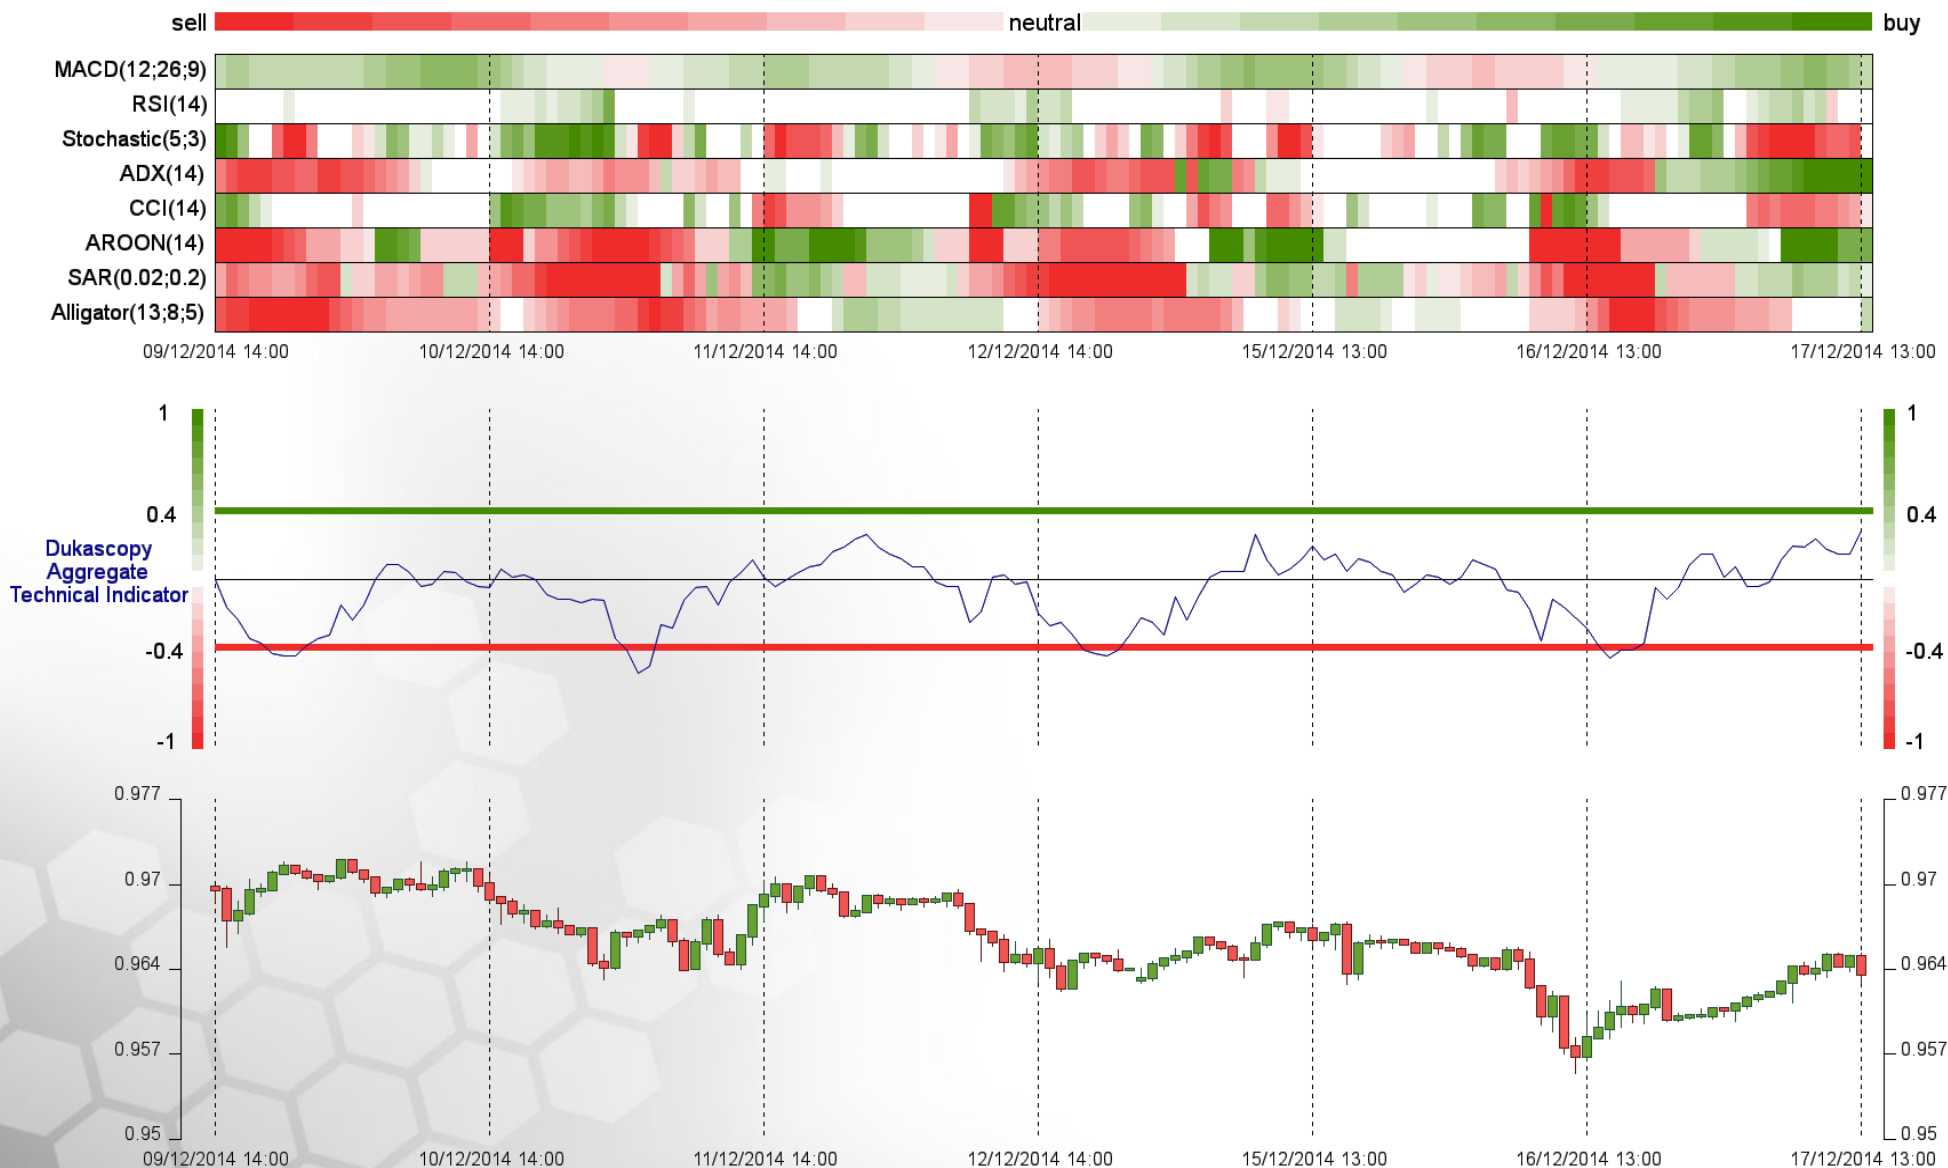 sell neutral buy
MACD(12;26;9)
RSI(14)
Stochastic(5;3)
ADX(14)
CCI(14)
AROON(14)
SAR(0.02;0.2)
Alligator(13;8;5)
09/12/2014 14:00 10/12/2014 14:00 11/12/2014 14:00 12/12/2014 14:00 15/12/2014 13:00 16/12/2014 13:00 17/12/2014 13:00
1 1
0.4 0.4
Dukascopy
Aggregate
Technical Indicator
-0.4 -0.4
-1 -1
0.977 0.977
0.97 0.97
0.964 0.964
0.957 0.957
0.95 0.95
09/12/2014 14:00 10/12/2014 14:00 11/12/2014 14:00 12/12/2014 14:00 15/12/2014 13:00 16/12/2014 13:00 17/12/2014 13:00